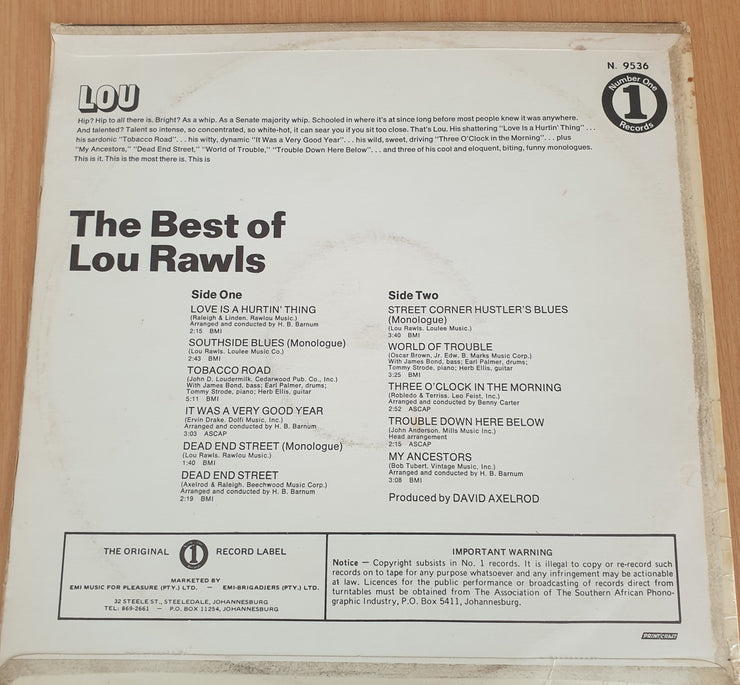 N. 9536
Number One
1
Records
LOU
Hip? Hip to all there is. Bright? As a whip. As a Senate majority whip. Schooled in where it's at since long before most people knew it was anywhere.
And talented? Talent so intense, so concentrated, so white-hot, it can sear you if you sit too close. That's Lou. His shattering "Love Is a Hurtin' Thing" . . .
his sardonic "Tobacco Road" . . . his witty, dynamic "It Was a Very Good Year" . . . his wild, sweet, driving "Three O'Clock in the Morning" . . . plus
"My Ancestors," "Dead End Street," "World of Trouble," "Trouble Down Here Below" . . . and three of his cool and eloquent, biting, funny monologues.
This is it. This is the most there is. This is
The Best of
Lou Rawls
Side One
LOVE IS A HURTIN' THING
(Raleigh & Linden. Rawlou Music.)
Arranged and conducted by H. B. Barnum
2:15 BMI
SOUTHSIDE BLUES (Monologue)
(Lou Rawls. Loulee Music Co.)
2:43 BMI
TOBACCO ROAD
(John D. Loudermilk. Cedarwood Pub. Co., Inc.)
With James Bond, bass; Earl Palmer, drums;
Tommy Strode, piano; Herb Ellis, guitar
5:11 BMI
IT WAS A VERY GOOD YEAR
(Ervin Drake. Dolfi Music, Inc.)
Arranged and conducted by H. B. Barnum
3:03 ASCAP
DEAD END STREET (Monologue)
(Lou Rawls. Rawlou Music.)
1:40 BMI
DEAD END STREET
(Axelrod & Raleigh. Beechwood Music Corp.)
Arranged and conducted by H. B. Barnum
2:19 BMI
Side Two
STREET CORNER HUSTLER'S BLUES
(Monologue)
(Lou Rawls. Loulee Music.)
3:40 BMI
WORLD OF TROUBLE
(Oscar Brown, Jr. Edw. B. Marks Music Corp.)
With James Bond, bass; Earl Palmer, drums;
Tommy Strode, piano; Herb Ellis, guitar
3:25 BMI
THREE O'CLOCK IN THE MORNING
(Robledo & Terriss. Leo Feist, Inc.)
Arranged and conducted by Benny Carter
2:52 ASCAP
TROUBLE DOWN HERE BELOW
(John Anderson. Mills Music Inc.)
Head arrangement
2:15 ASCAP
MY ANCESTORS
(Bob Tubert. Vintage Music, Inc.)
Arranged and conducted by H. B. Barnum
3:08 BMI
Produced by DAVID AXELROD
THE ORIGINAL 1 RECORD LABEL
MARKETED BY
EMI MUSIC FOR PLEASURE (PTY.) LTD. — EMI-BRIGADIERS (PTY.) LTD.
32 STEELE ST., STEELEDALE, JOHANNESBURG
TEL: 869-2661 — P.O. BOX 11254, JOHANNESBURG
IMPORTANT WARNING
Notice — Copyright subsists in No. 1 records. It is illegal to copy or re-record such
records on to tape for any purpose whatsoever and any infringement may be actionable
at law. Licences for the public performance or broadcasting of records direct from
turntables must be obtained from The Association of The Southern African Phono-
graphic Industry, P.O. Box 5411, Johannesburg.
PRINTCRAFT